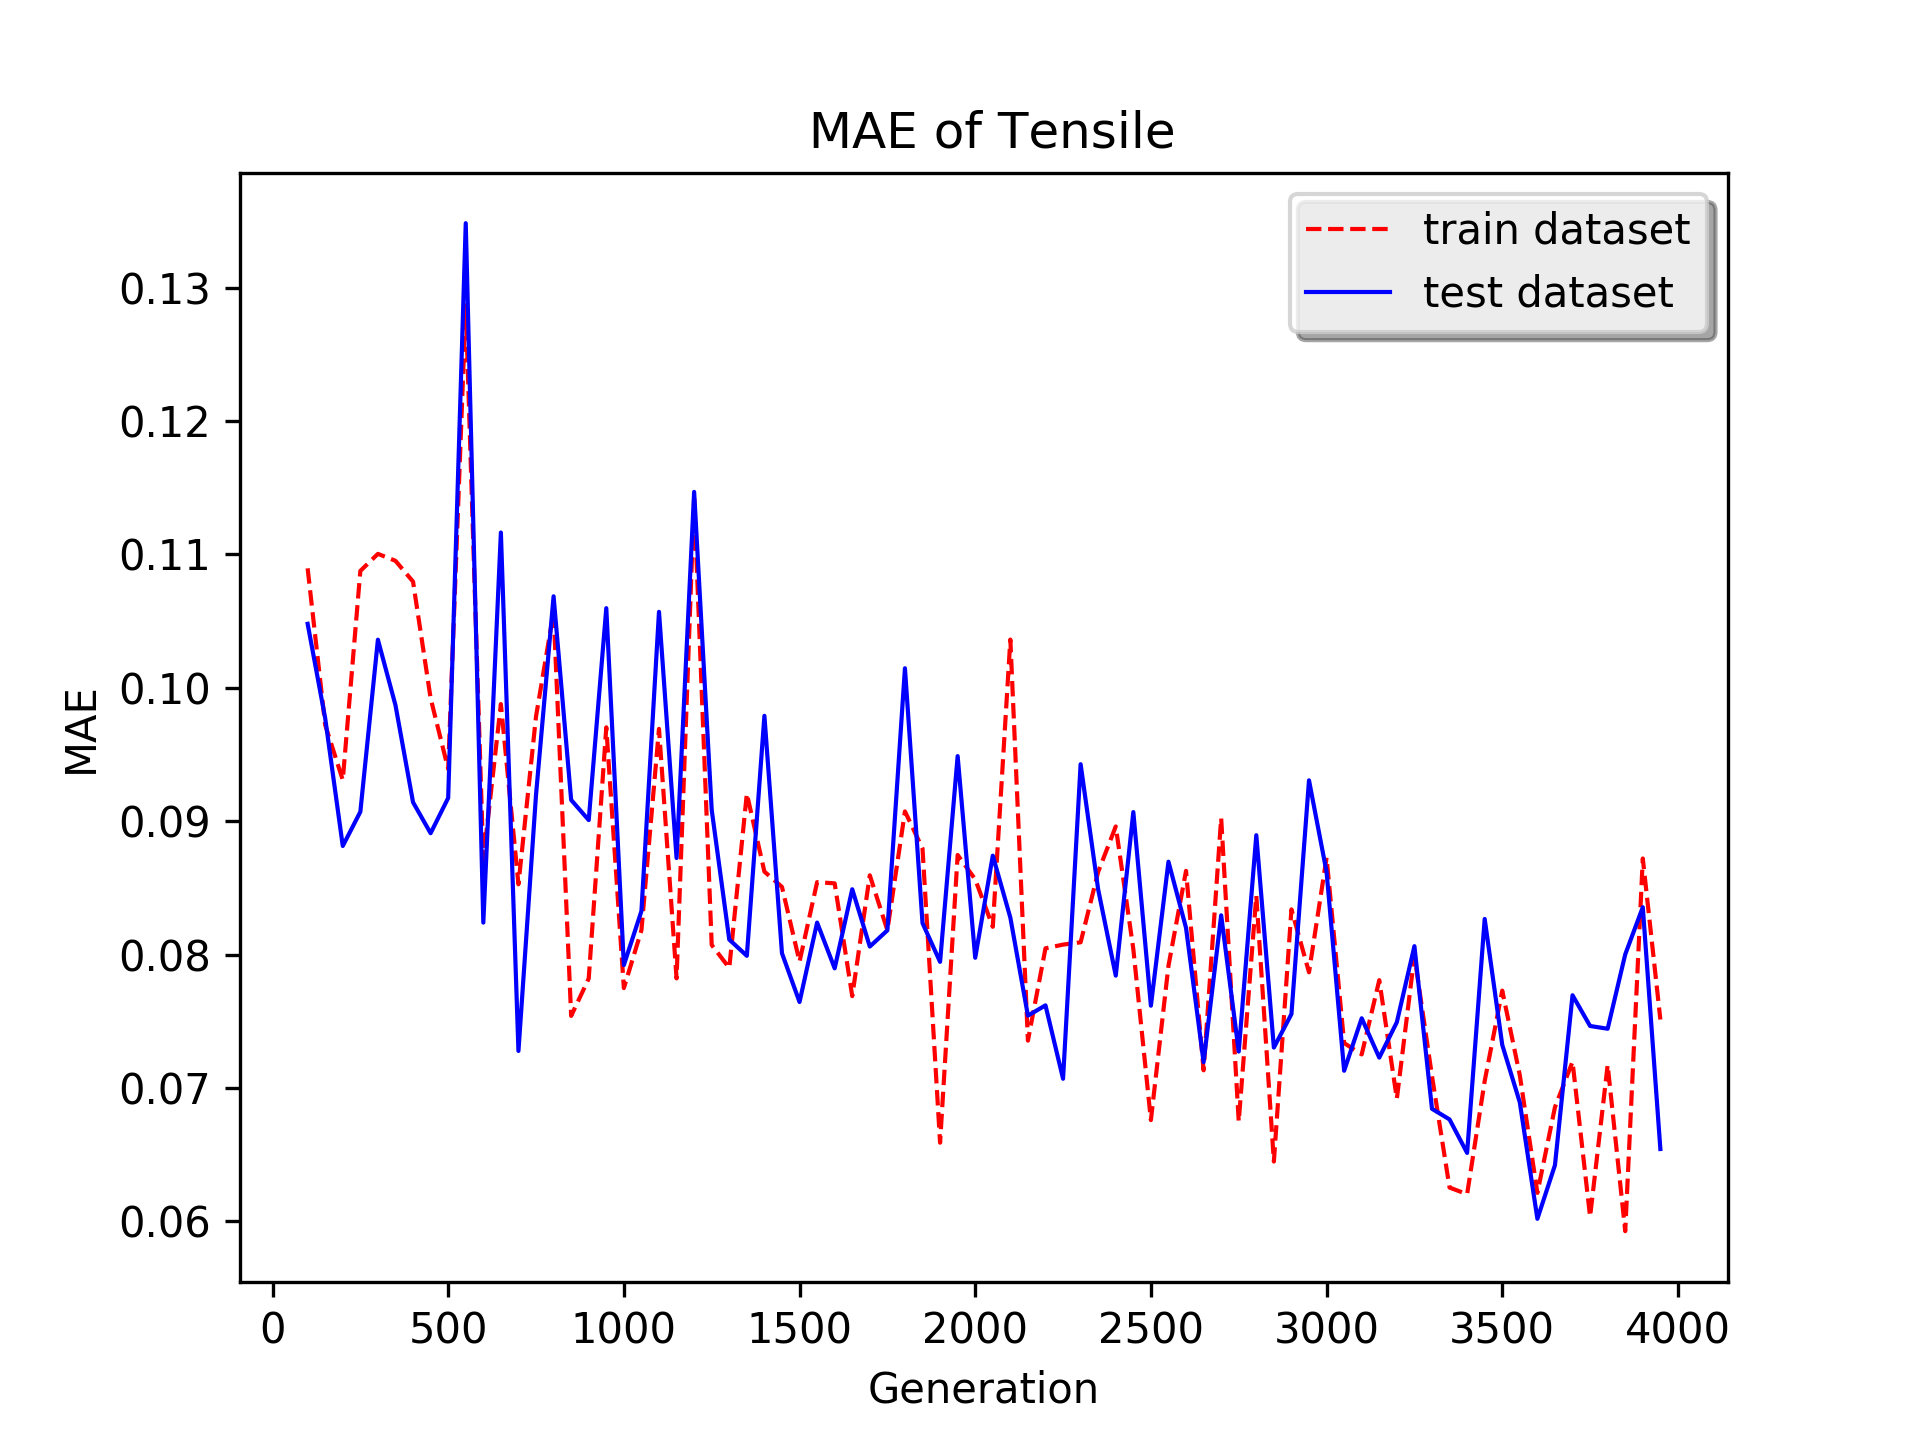 MAE of Tensile
train dataset
test dataset
MAE
0.13
0.12
0.11
0.10
0.09
0.08
0.07
0.06
0 500 1000 1500 2000 2500 3000 3500 4000
Generation